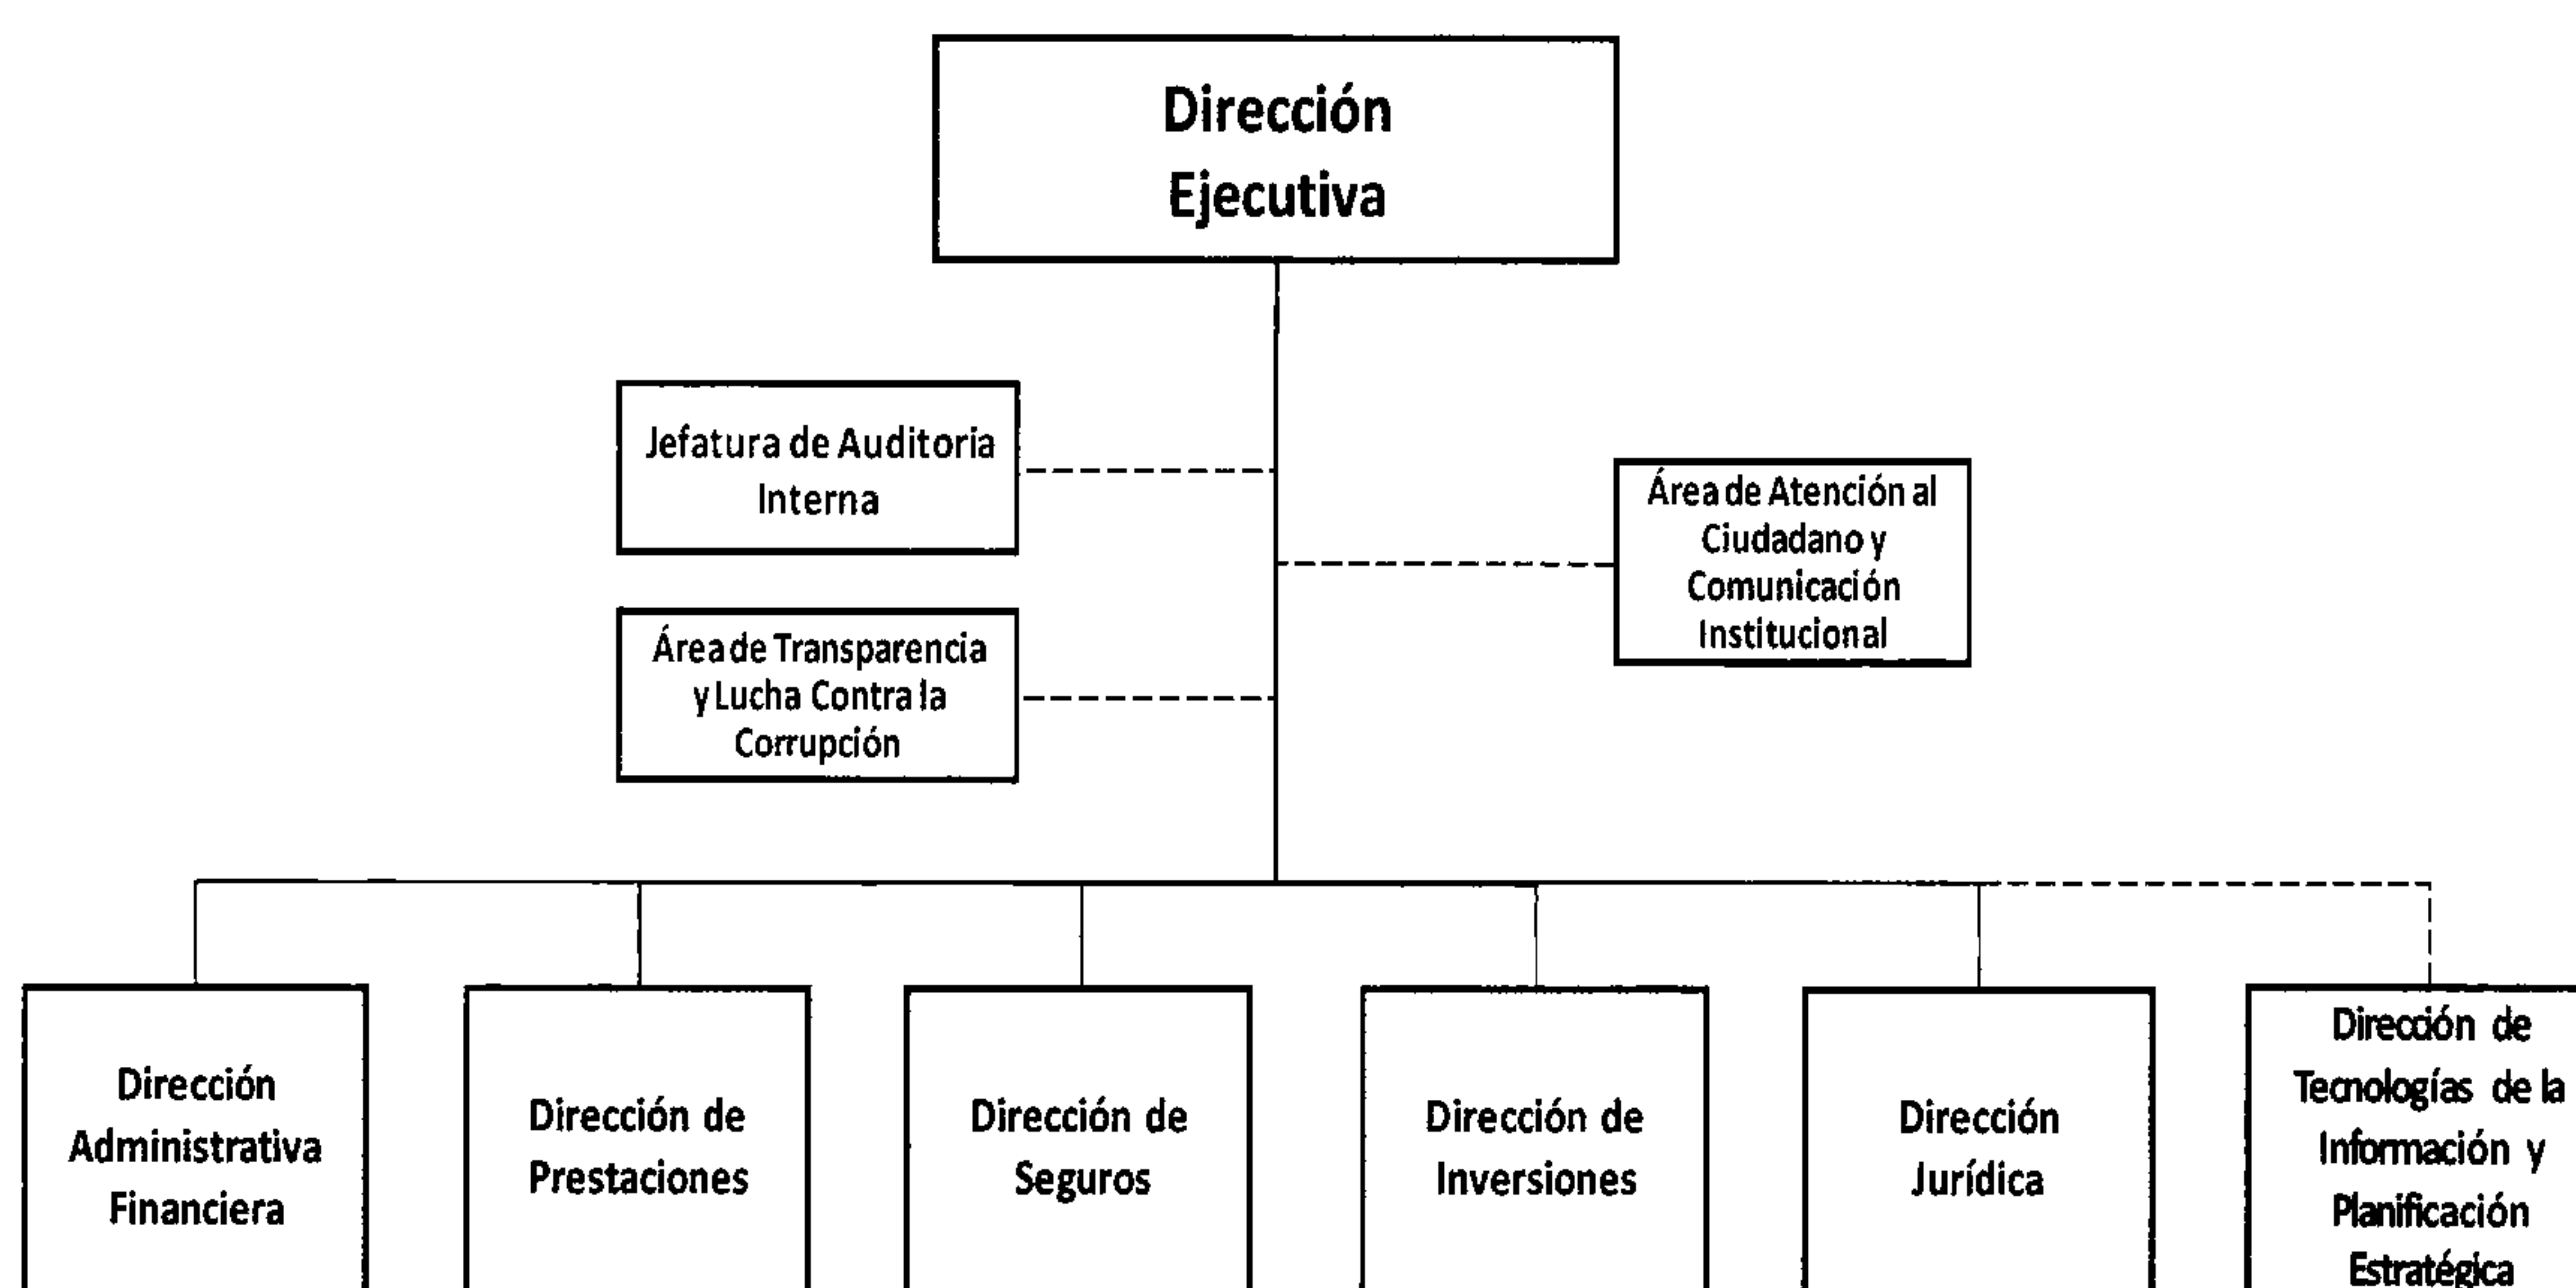 Dirección
Ejecutiva
Jefatura de Auditoria
Interna
Área de Atención al
Ciudadano y
Comunicación
Institucional
Área de Transparencia
y Lucha Contra la
Corrupción
Dirección
Administrativa
Financiera
Dirección de
Prestaciones
Dirección de
Seguros
Dirección de
Inversiones
Dirección
Jurídica
Dirección de
Tecnologías de la
Información y
Planificación
Estratégica